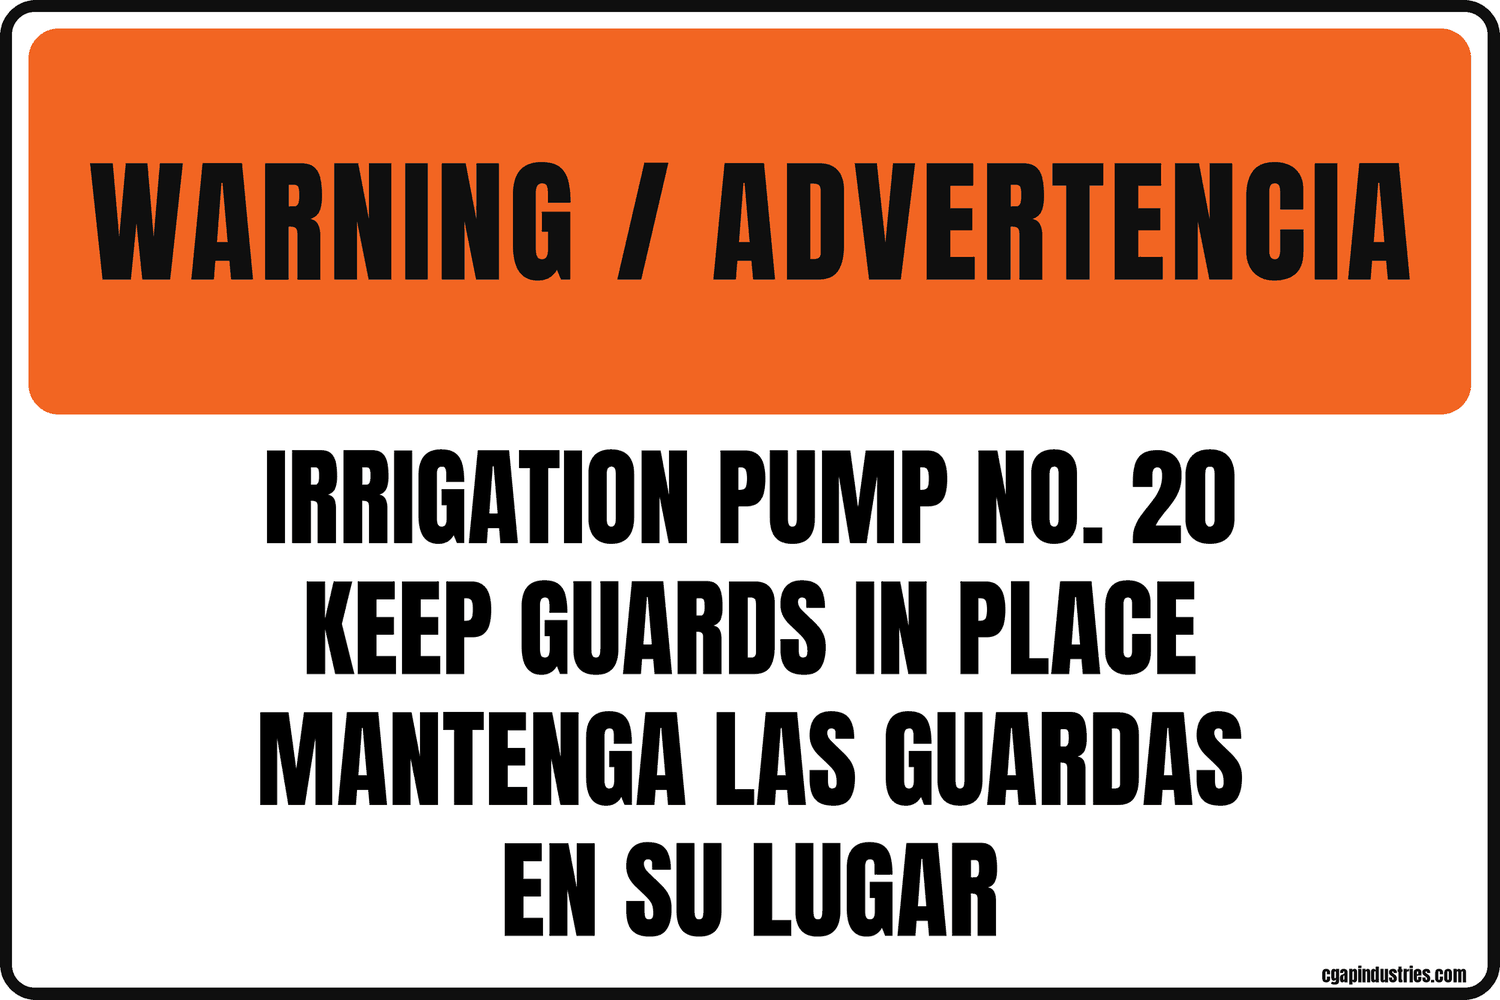 WARNING / ADVERTENCIA
IRRIGATION PUMP NO. 20
KEEP GUARDS IN PLACE
MANTENGA LAS GUARDAS
EN SU LUGAR
cgapindustries.com